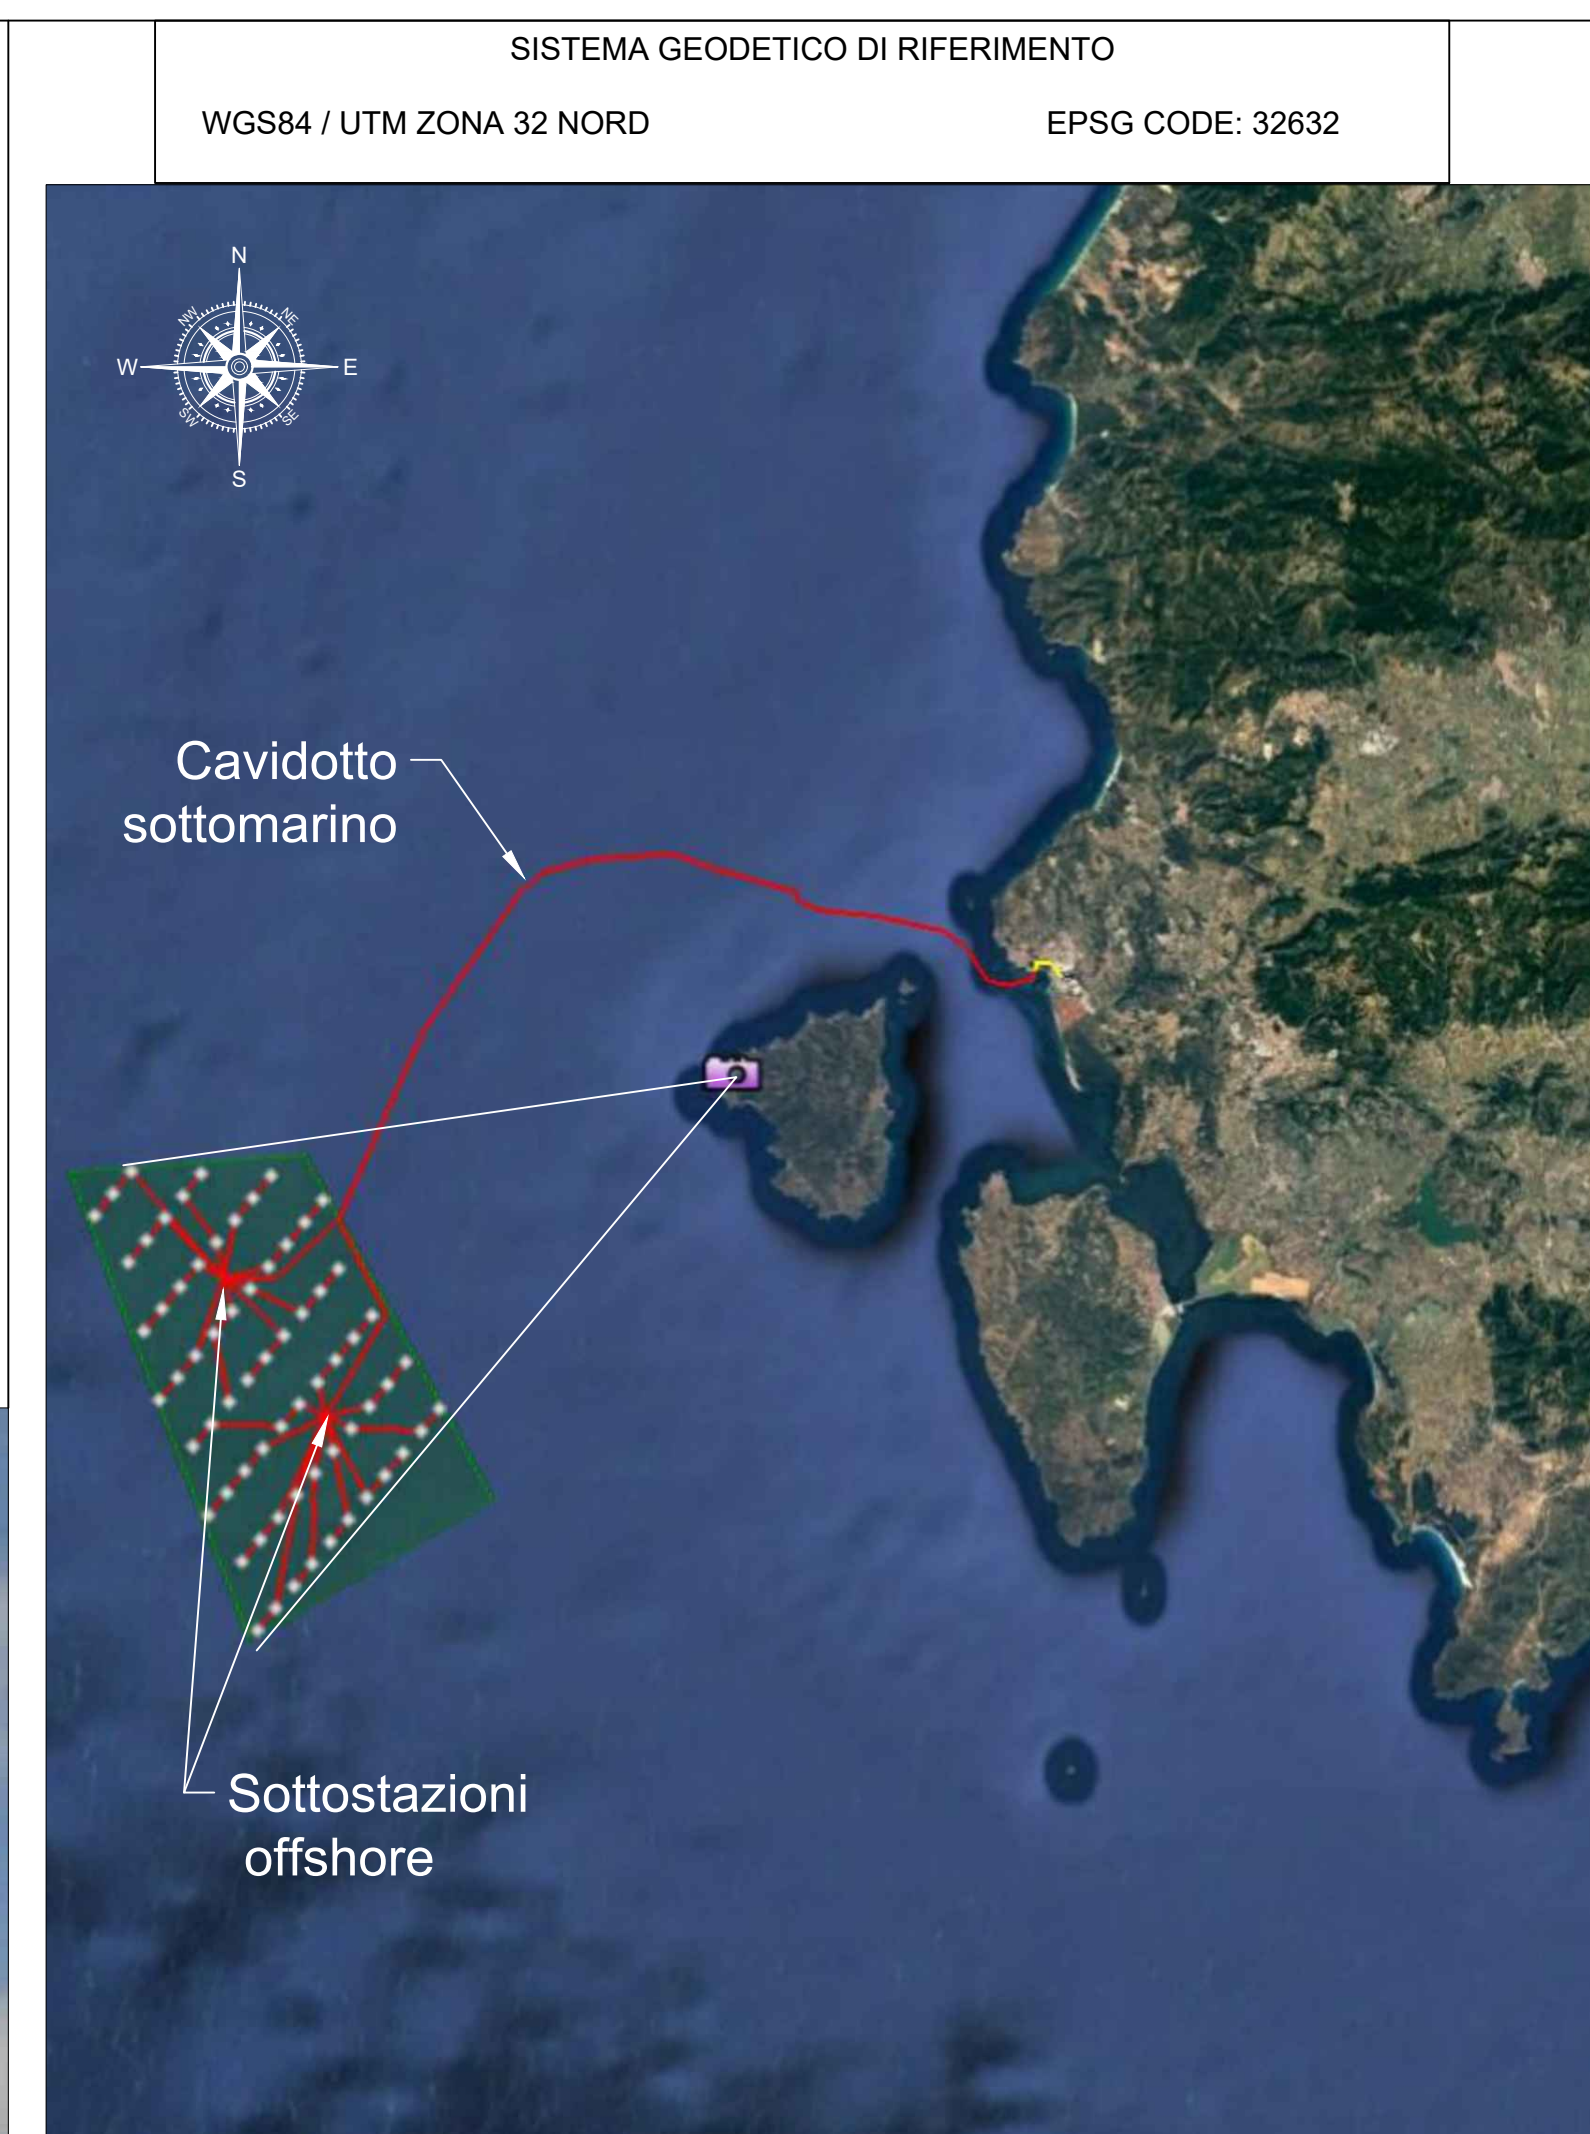 SISTEMA GEODETICO DI RIFERIMENTO
WGS84 / UTM ZONA 32 NORD EPSG CODE: 32632
N
NW NE
W E
SW SE
S
Cavidotto
sottomarino
Sottostazioni
offshore